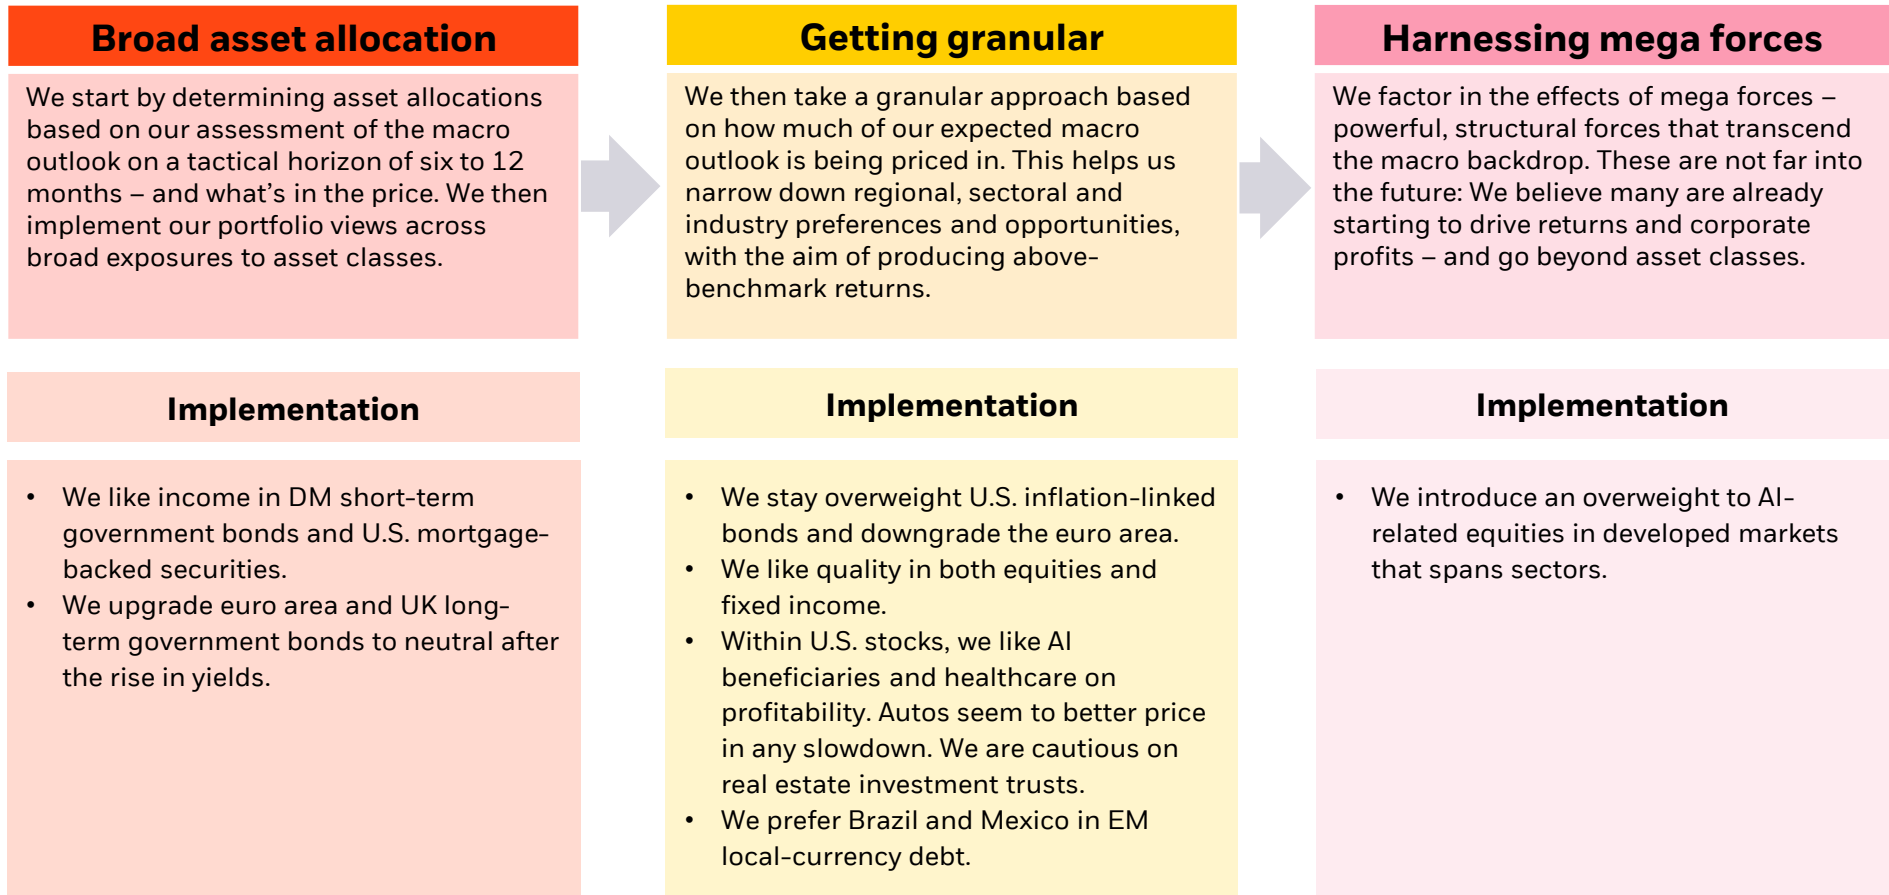 Broad asset allocation
We start by determining asset allocations
based on our assessment of the macro
outlook on a tactical horizon of six to 12
months – and what's in the price. We then
implement our portfolio views across
broad exposures to asset classes.
Implementation
• We like income in DM short-term
government bonds and U.S. mortgage-
backed securities.
• We upgrade euro area and UK long-
term government bonds to neutral after
the rise in yields.
Getting granular
We then take a granular approach based
on how much of our expected macro
outlook is being priced in. This helps us
narrow down regional, sectoral and
industry preferences and opportunities,
with the aim of producing above-
benchmark returns.
Implementation
• We stay overweight U.S. inflation-linked
bonds and downgrade the euro area.
• We like quality in both equities and
fixed income.
• Within U.S. stocks, we like AI
beneficiaries and healthcare on
profitability. Autos seem to better price
in any slowdown. We are cautious on
real estate investment trusts.
• We prefer Brazil and Mexico in EM
local-currency debt.
Harnessing mega forces
We factor in the effects of mega forces –
powerful, structural forces that transcend
the macro backdrop. These are not far into
the future: We believe many are already
starting to drive returns and corporate
profits – and go beyond asset classes.
Implementation
• We introduce an overweight to AI-
related equities in developed markets
that spans sectors.